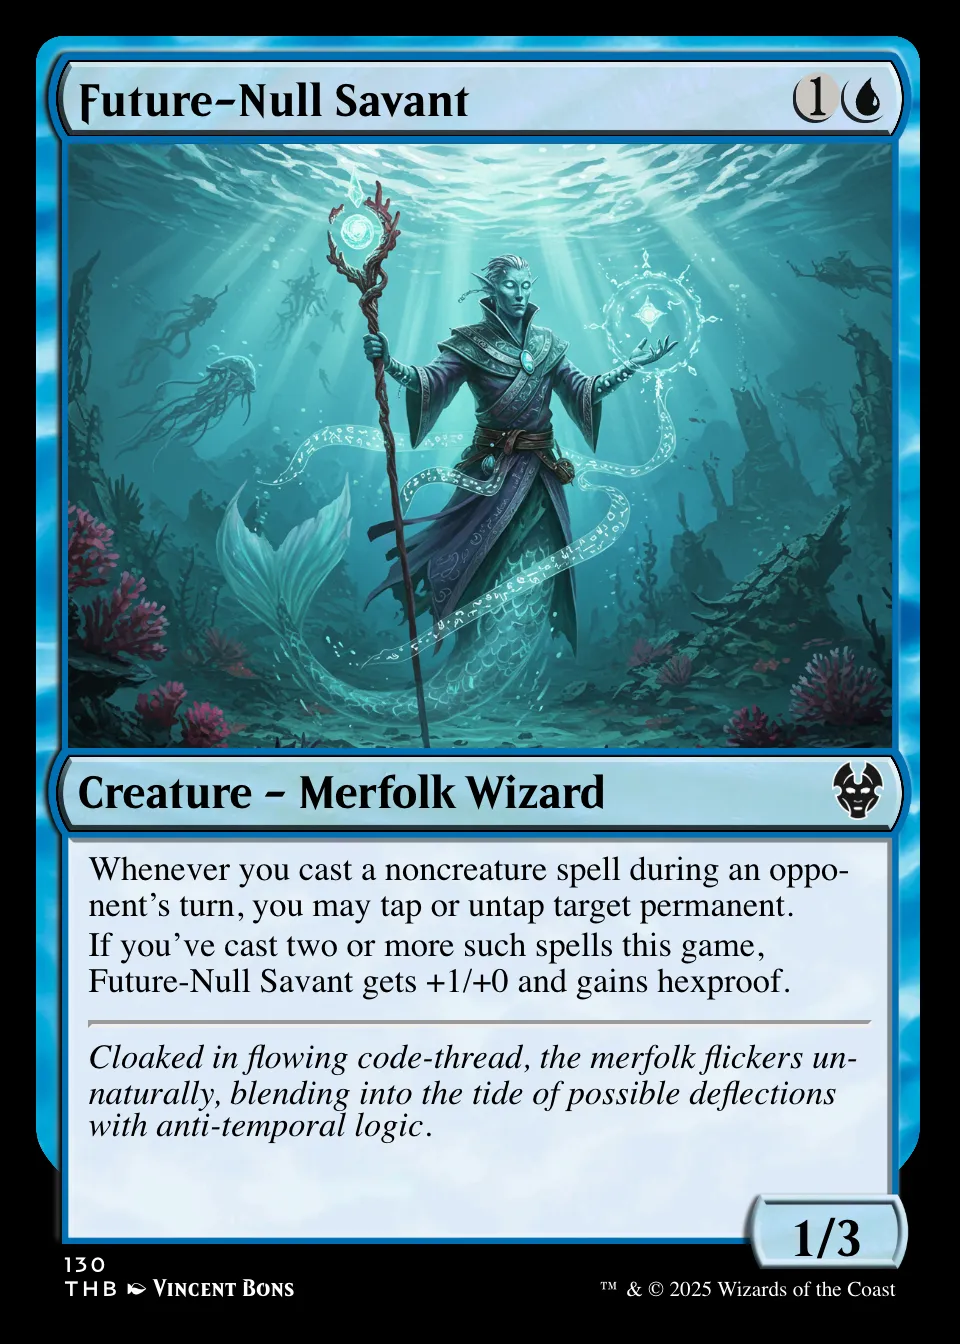 Future-Null Savant
1
Creature – Merfolk Wizard
Whenever you cast a noncreature spell during an oppo-
nent's turn, you may tap or untap target permanent.
If you've cast two or more such spells this game,
Future-Null Savant gets +1/+0 and gains hexproof.
Cloaked in flowing code-thread, the merfolk flickers un-
naturally, blending into the tide of possible deflections
with anti-temporal logic.
1/3
130
THB Vincent Bons
™ & © 2025 Wizards of the Coast